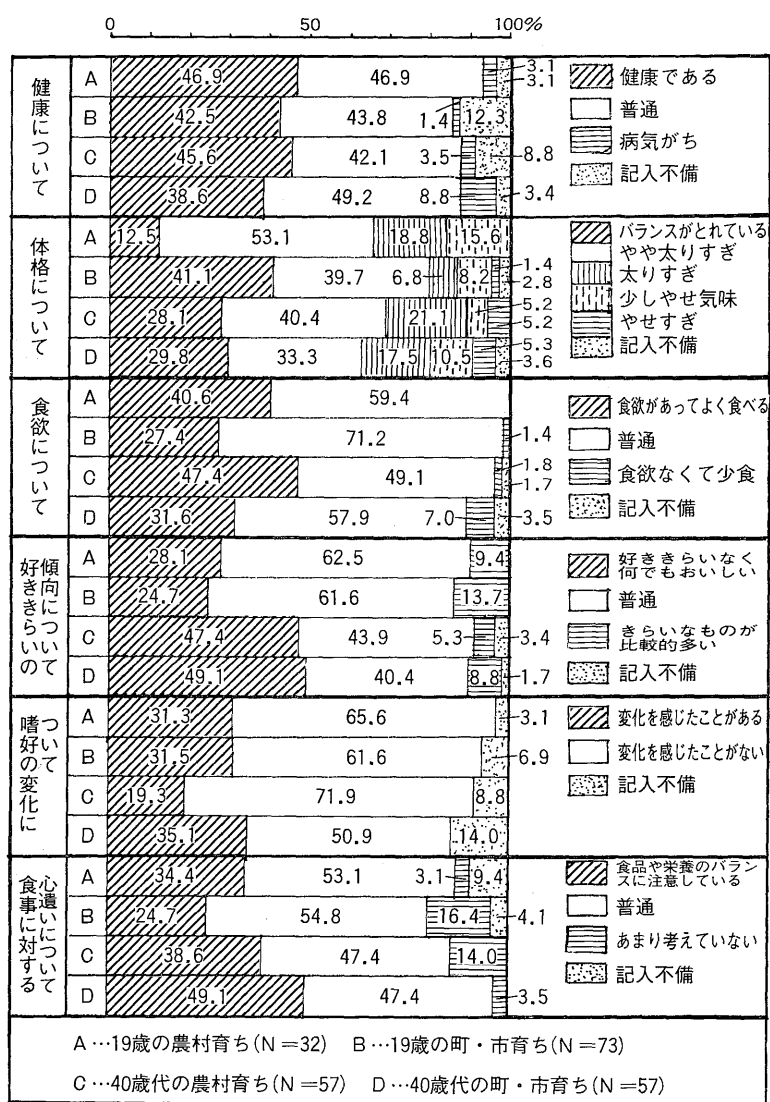 0 50 100%
健康について
A 46.9 46.9 3.1 3.1
B 42.5 43.8 1.4 12.3
C 45.6 42.1 3.5 8.8
D 38.6 49.2 8.8 3.4
健康である
普通
病気がち
記入不備
体格について
A 12.5 53.1 18.8 15.6
B 41.1 39.7 6.8 8.2 1.4 2.8
C 28.1 40.4 21.1 5.2 5.2
D 29.8 33.3 17.5 10.5 5.3 3.6
バランスがとれている
やや太りすぎ
太りすぎ
少しやせ気味
やせすぎ
記入不備
食欲について
A 40.6 59.4
B 27.4 71.2 1.4
C 47.4 49.1 1.8 1.7
D 31.6 57.9 7.0 3.5
食欲があってよく食べる
普通
食欲なくて少食
記入不備
好ききらいの
傾向について
A 28.1 62.5 9.4
B 24.7 61.6 13.7
C 47.4 43.9 5.3 3.4
D 49.1 40.4 8.8 1.7
好ききらいなく
何でもおいしい
普通
きらいなものが
比較的多い
記入不備
嗜好の変化に
ついて
A 31.3 65.6 3.1
B 31.5 61.6 6.9
C 19.3 71.9 8.8
D 35.1 50.9 14.0
変化を感じたことがある
変化を感じたことがない
記入不備
食事に対する
心遣いについて
A 34.4 53.1 3.1 9.4
B 24.7 54.8 16.4 4.1
C 38.6 47.4 14.0
D 49.1 47.4 3.5
食品や栄養のバラン
スに注意している
普通
あまり考えていない
記入不備
A…19歳の農村育ち(N=32) B…19歳の町・市育ち(N=73)
C…40歳代の農村育ち(N=57) D…40歳代の町・市育ち(N=57)